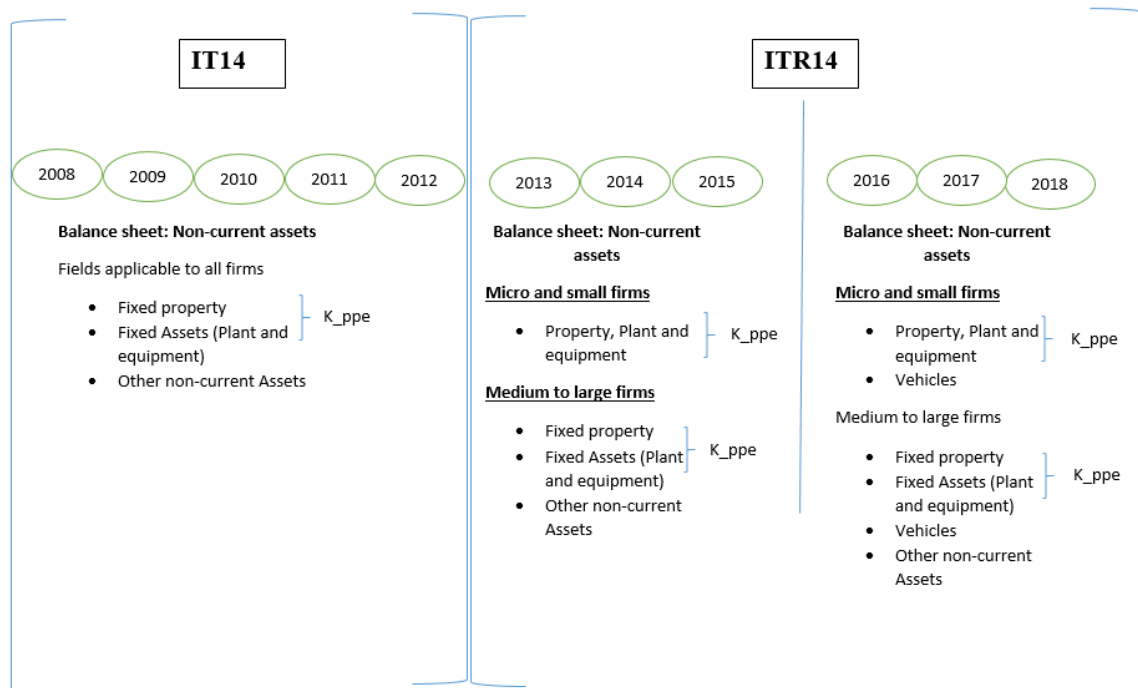 IT14
ITR14
2008
2009
2010
2011
2012
2013
2014
2015
2016
2017
2018
Balance sheet: Non-current assets
Fields applicable to all firms
• Fixed property
• Fixed Assets (Plant and
equipment)
• Other non-current Assets
K_ppe
Balance sheet: Non-current
assets
Micro and small firms
• Property, Plant and
equipment
K_ppe
Medium to large firms
• Fixed property
• Fixed Assets (Plant
and equipment)
• Other non-current
Assets
K_ppe
Balance sheet: Non-current
assets
Micro and small firms
• Property, Plant and
equipment
• Vehicles
K_ppe
Medium to large firms
• Fixed property
• Fixed Assets (Plant
and equipment)
• Vehicles
• Other non-current
Assets
K_ppe